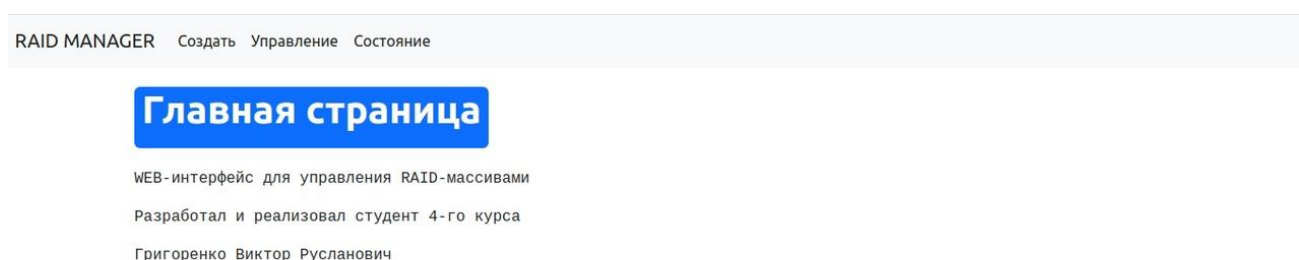 RAID MANAGER Создать Управление Состояние
Главная страница
WEB-интерфейс для управления RAID-массивами
Разработал и реализовал студент 4-го курса
Григоренко Виктор Русланович